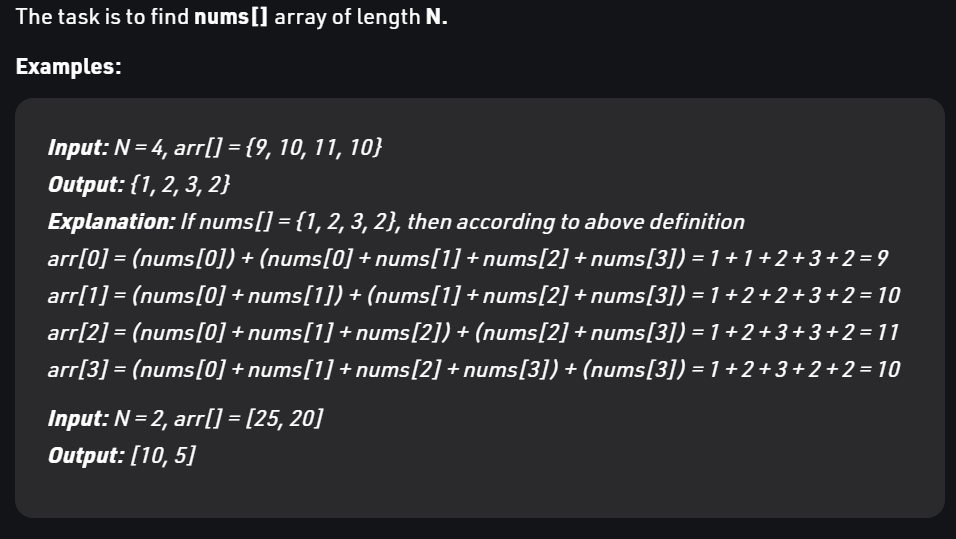 The task is to find nums[] array of length N.
Examples:
Input: N = 4, arr[] = {9, 10, 11, 10}
Output: {1, 2, 3, 2}
Explanation: If nums[] = {1, 2, 3, 2}, then according to above definition
arr[0] = (nums[0]) + (nums[0] + nums[1] + nums[2] + nums[3]) = 1 + 1 + 2 + 3 + 2 = 9
arr[1] = (nums[0] + nums[1]) + (nums[1] + nums[2] + nums[3]) = 1 + 2 + 2 + 3 + 2 = 10
arr[2] = (nums[0] + nums[1] + nums[2]) + (nums[2] + nums[3]) = 1 + 2 + 3 + 3 + 2 = 11
arr[3] = (nums[0] + nums[1] + nums[2] + nums[3]) + (nums[3]) = 1 + 2 + 3 + 2 + 2 = 10
Input: N = 2, arr[] = [25, 20]
Output: [10, 5]